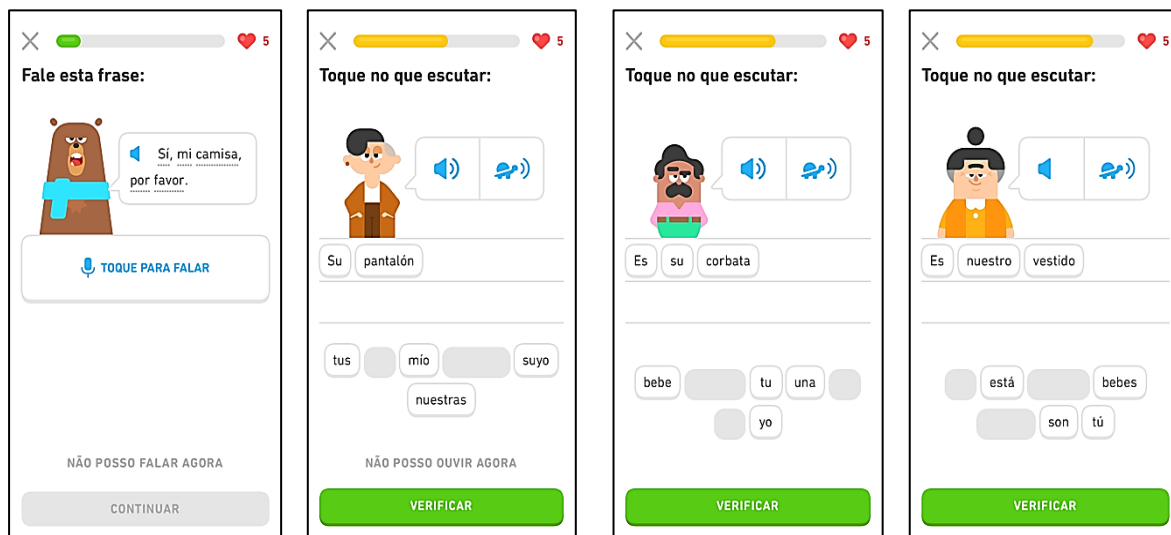 5
Fale esta frase:
Sí, mi camisa,
por favor.
TOQUE PARA FALAR
NÃO POSSO FALAR AGORA
CONTINUAR
5
Toque no que escutar:
Su pantalón
tus mío suyo
nuestras
NÃO POSSO OUVIR AGORA
VERIFICAR
5
Toque no que escutar:
Es su corbata
bebe tu una
yo
VERIFICAR
5
Toque no que escutar:
Es nuestro vestido
está bebes
son tú
VERIFICAR